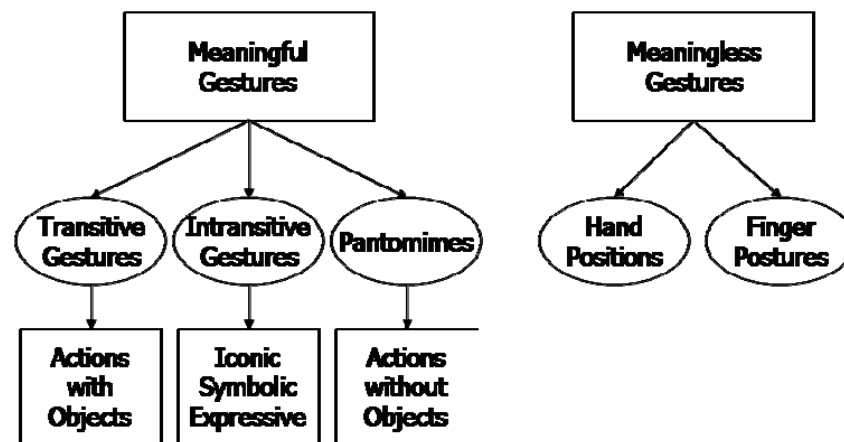 Meaningful
Gestures
Meaningless
Gestures
Transitive
Gestures
Intransitive
Gestures
Pantomimes
Hand
Positions
Finger
Postures
Actions
with
Objects
Iconic
Symbolic
Expressive
Actions
without
Objects